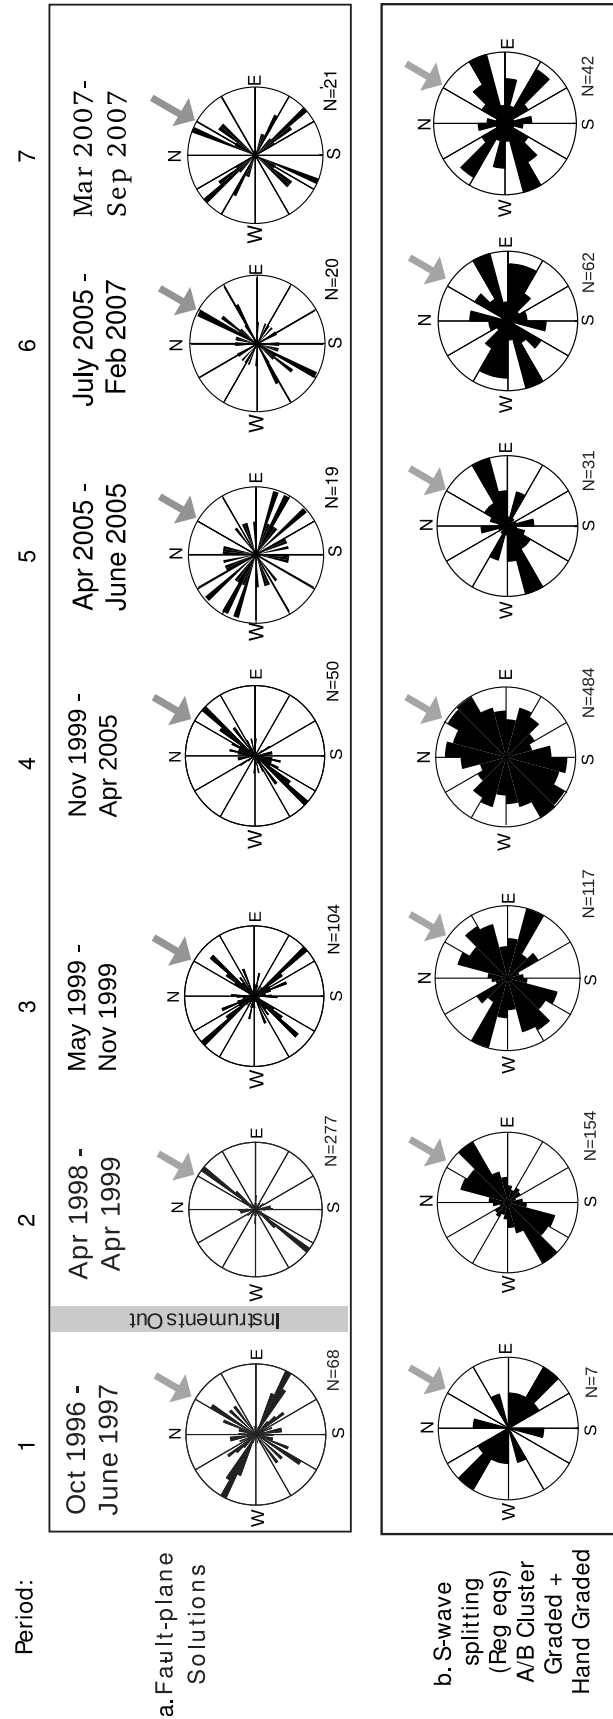 Period:
1
2
3
4
5
6
7
Oct 1996 -
June 1997
Instruments Out
Apr 1998 -
Apr 1999
May 1999 -
Nov 1999
Nov 1999 -
Apr 2005
Apr 2005 -
June 2005
July 2005 -
Feb 2007
Mar 2007-
Sep 2007
a. Fault-plane
Solutions
N
E
S
W
N=68
N
E
S
W
N=277
N
E
S
W
N=104
N
E
S
W
N=50
N
E
S
W
N=19
N
E
S
W
N=20
N
E
S
W
N=21
b. S-wave
splitting
(Reg eqs)
A/B Cluster
Graded +
Hand Graded
N
E
S
W
N=7
N
E
S
W
N=154
N
E
S
W
N=117
N
E
S
W
N=484
N
E
S
W
N=31
N
E
S
W
N=62
N
E
S
W
N=42